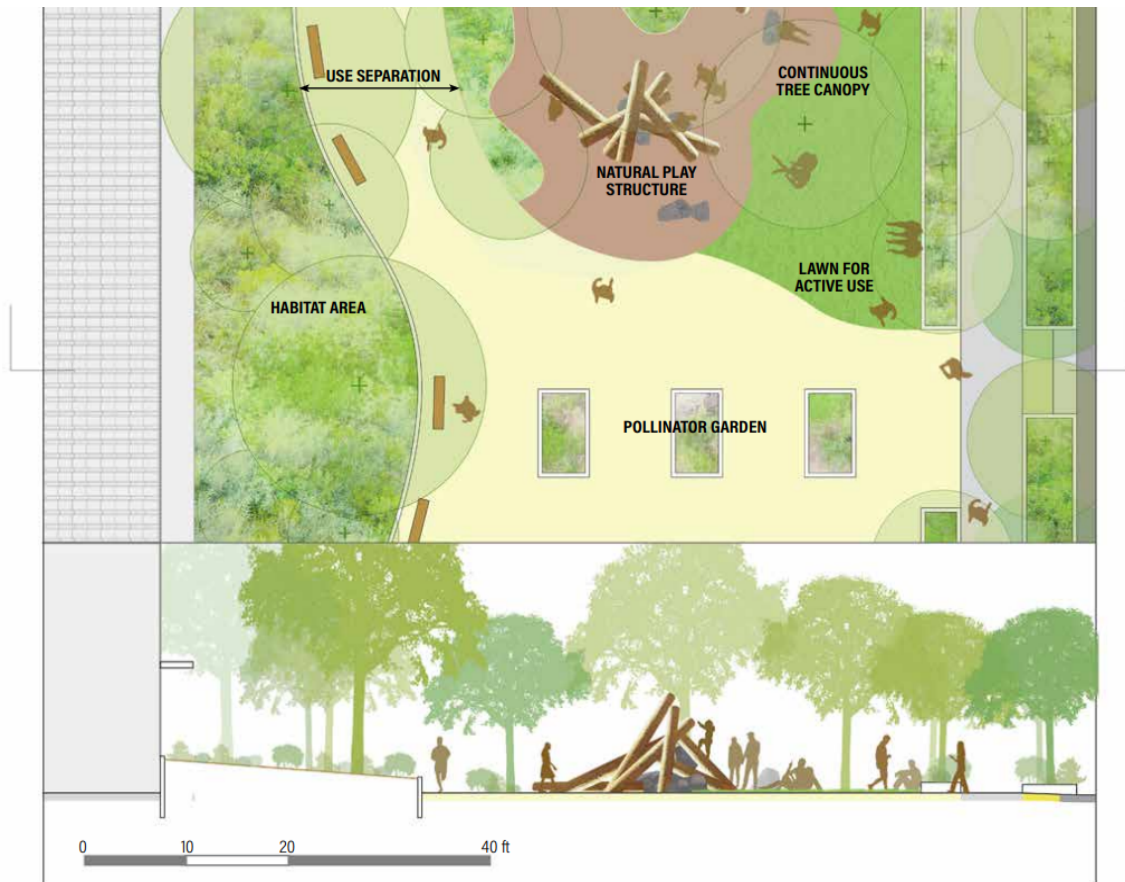 USE SEPARATION
CONTINUOUS
TREE CANOPY
NATURAL PLAY
STRUCTURE
LAWN FOR
ACTIVE USE
HABITAT AREA
POLLINATOR GARDEN
0 10 20 40 ft